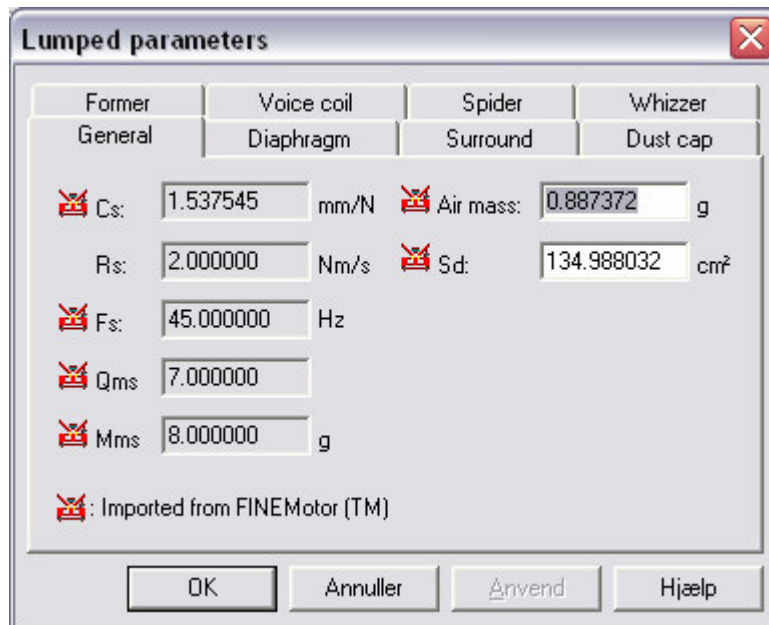 Lumped parameters
Former Voice coil Spider Whizzer
General Diaphragm Surround Dust cap
Cs: 1.537545 mm/N Air mass: 0.887372 g
Rs: 2.000000 Nm/s Sd: 134.988032 cm²
Fs: 45.000000 Hz
Qms 7.000000
Mms 8.000000 g
: Imported from FINEMotor (TM)
OK Annuller Anvend Hjælp